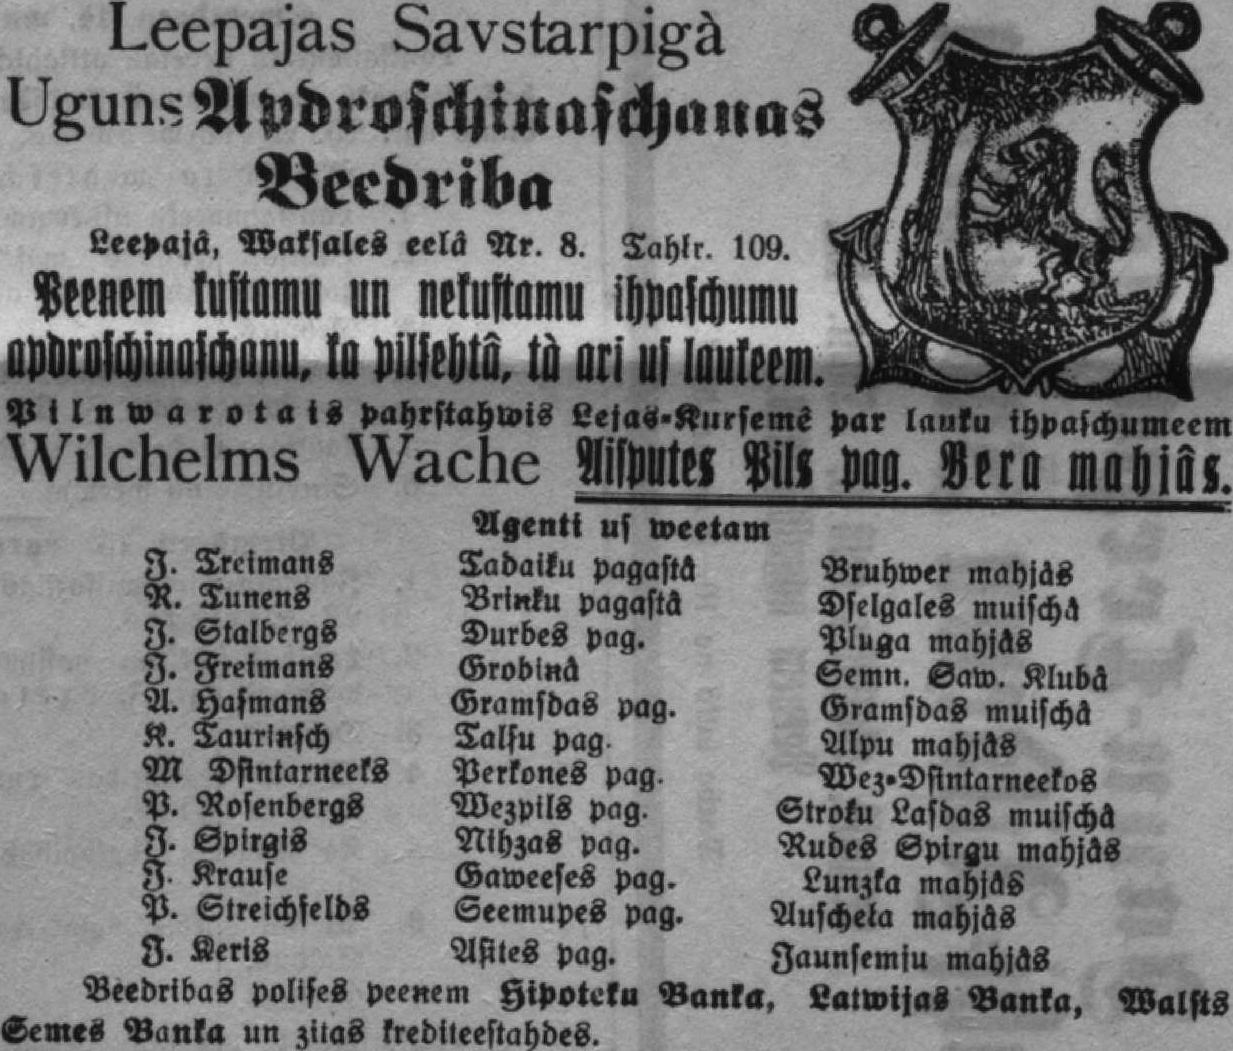 Leepajas Savstarpigà
Uguns Apdroſchinaſchanas
Beedriba
Leepajâ, Wakſales eelâ Nr. 8. Tahlr. 109.
Peenem kuſtamu un nekuſtamu ihpaſchumu
apdroſchinaſchanu, ka pilſehtâ, tà ari uſ laukeem.
Pilnwarotais pahrſtahwis Lejas-Kurſemê par lauku ihpaſchumeem
Wilchelms Wache Aiſputes Pils pag. Bera mahjâs.
Agenti uſ weetam
J. Treimans Tadaiku pagaſtâ Bruhwer mahjâs
R. Tunens Brinku pagaſtâ Dſelgales muiſchâ
J. Stalbergs Durbes pag. Pluga mahjâs
J. Freimans Grobinâ Semn. Saw. Klubâ
A. Haſmans Gramſdas pag. Gramſdas muiſchâ
K. Taurinſch Talſu pag. Alpu mahjâs
M Dſintarneeks Perkones pag. Wez-Dſintarneekos
P. Roſenbergs Wezpils pag. Stroku Laſdas muiſchâ
J. Spirgis Nihzas pag. Rudes Spirgu mahjâs
J. Krauſe Gaweeſes pag. Lunzka mahjâs
P. Streichfelds Seemupes pag. Auſcheka mahjâs
J. Keris Aſites pag. Jaunſemju mahjâs
Beedribas poliſes peenem Hipoteku Banka, Latwijas Banka, Walſts
Semes Banka un zitas krediteeſtahdes.